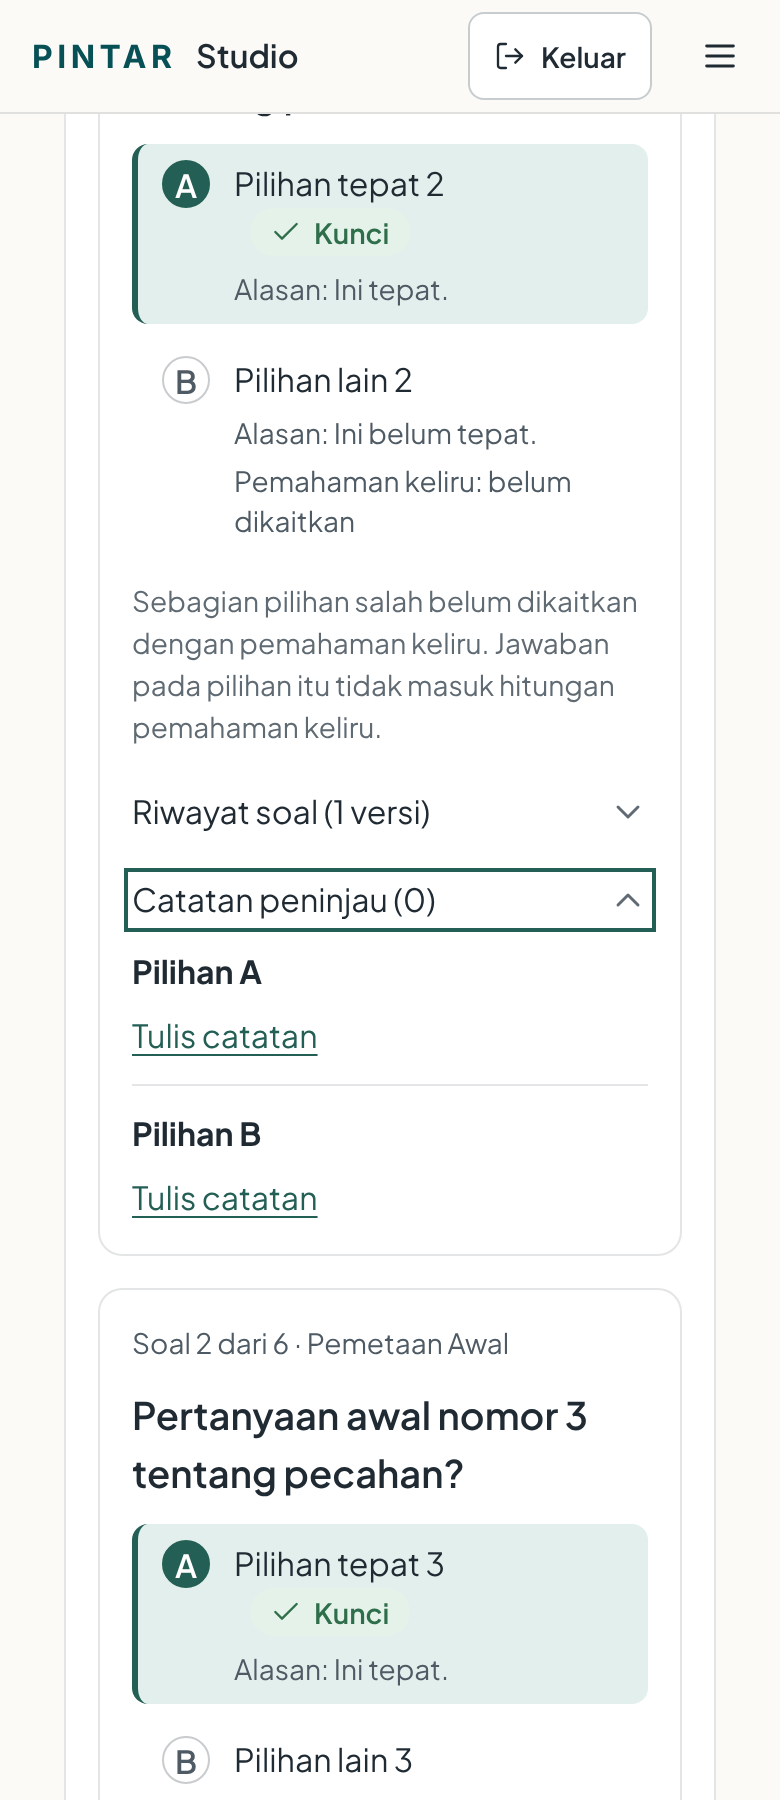 PINTAR Studio
Keluar
A Pilihan tepat 2
Kunci
Alasan: Ini tepat.
B Pilihan lain 2
Alasan: Ini belum tepat.
Pemahaman keliru: belum
dikaitkan
Sebagian pilihan salah belum dikaitkan
dengan pemahaman keliru. Jawaban
pada pilihan itu tidak masuk hitungan
pemahaman keliru.
Riwayat soal (1 versi)
Catatan peninjau (0)
Pilihan A
Tulis catatan
Pilihan B
Tulis catatan
Soal 2 dari 6 · Pemetaan Awal
Pertanyaan awal nomor 3
tentang pecahan?
A Pilihan tepat 3
Kunci
Alasan: Ini tepat.
B Pilihan lain 3